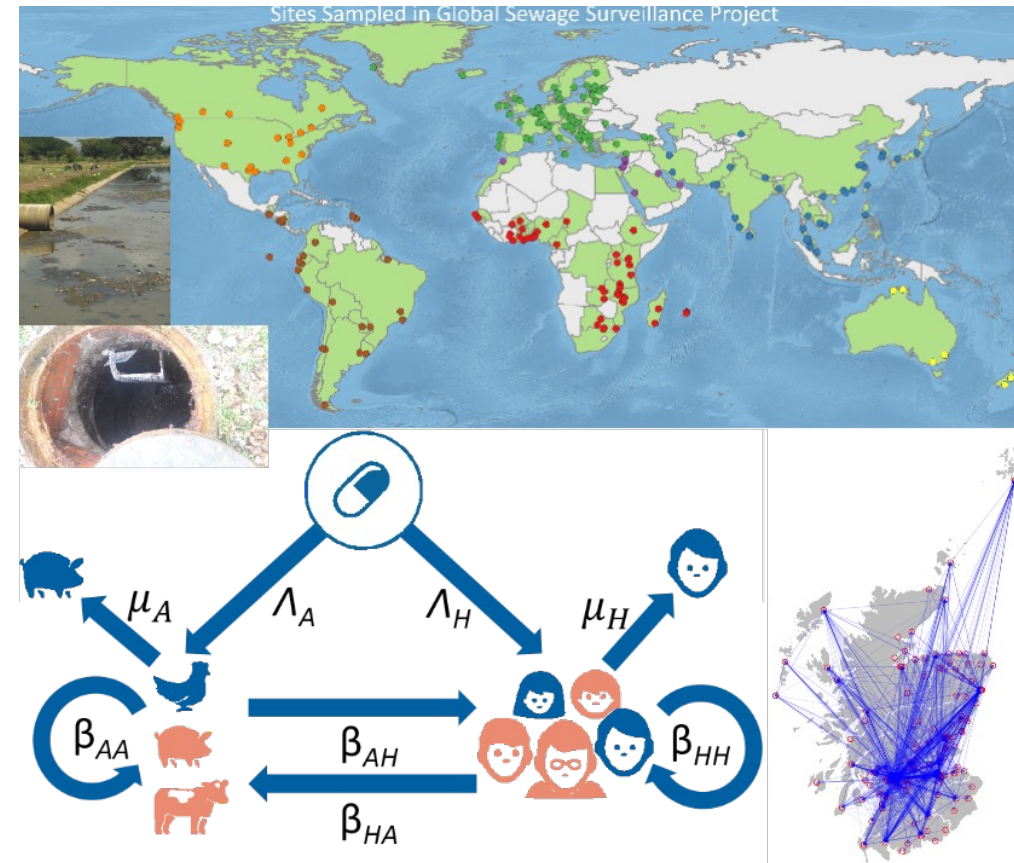 Sites Sampled in Global Sewage Surveillance Project
μA
ΛA
ΛH
μH
βAA
βAH
βHH
βHA